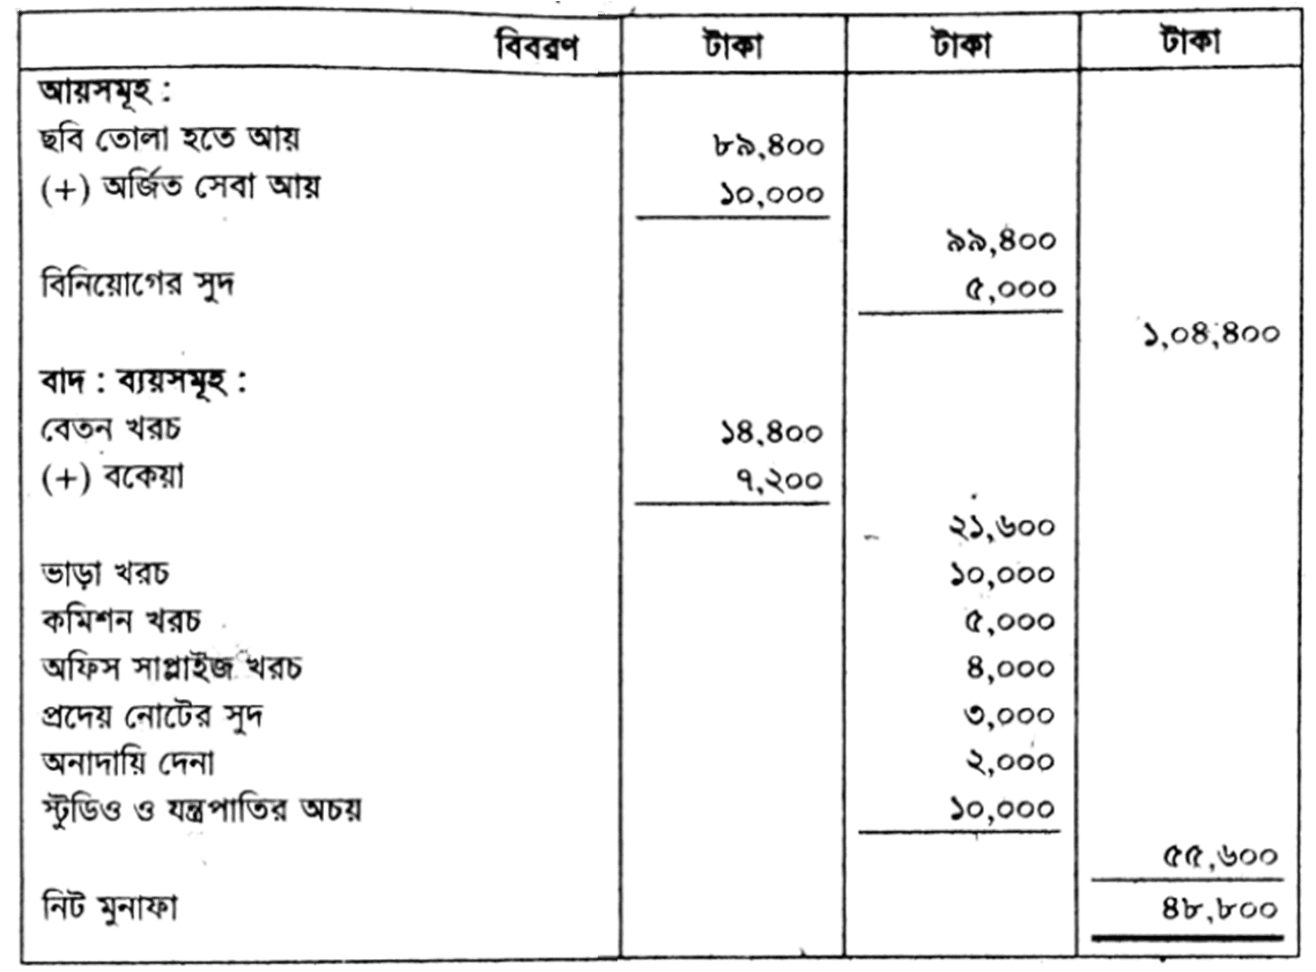 বিবরণ টাকা টাকা টাকা
আয়সমূহ :
ছবি তোলা হতে আয় ৮৯,৪০০
(+) অর্জিত সেবা আয় ১০,০০০
৯৯,৪০০
বিনিয়োগের সুদ ৫,০০০
১,০৪,৪০০
বাদ : ব্যয়সমূহ :
বেতন খরচ ১৪,৪০০
(+) বকেয়া ৭,২০০
২১,৬০০
ভাড়া খরচ ১০,০০০
কমিশন খরচ ৫,০০০
অফিস সাপ্লাইজ খরচ ৪,০০০
প্রদেয় নোটের সুদ ৩,০০০
অনাদায়ি দেনা ২,০০০
স্টুডিও ও যন্ত্রপাতির অচয় ১০,০০০
৫৫,৬০০
নিট মুনাফা ৪৮,৮০০